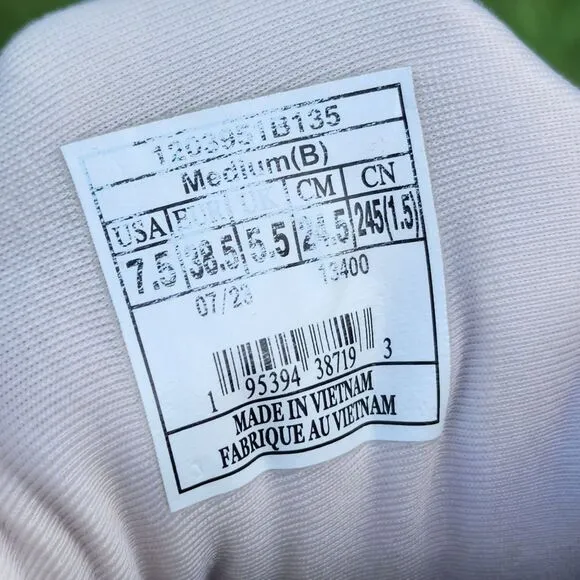 1203951B135
Medium(B)
USA EUR UK CM CN
7.5 38.5 5.5 24.5 245(1.5)
07/23 13400
1 95394 38719 3
MADE IN VIETNAM
FABRIQUE AU VIETNAM